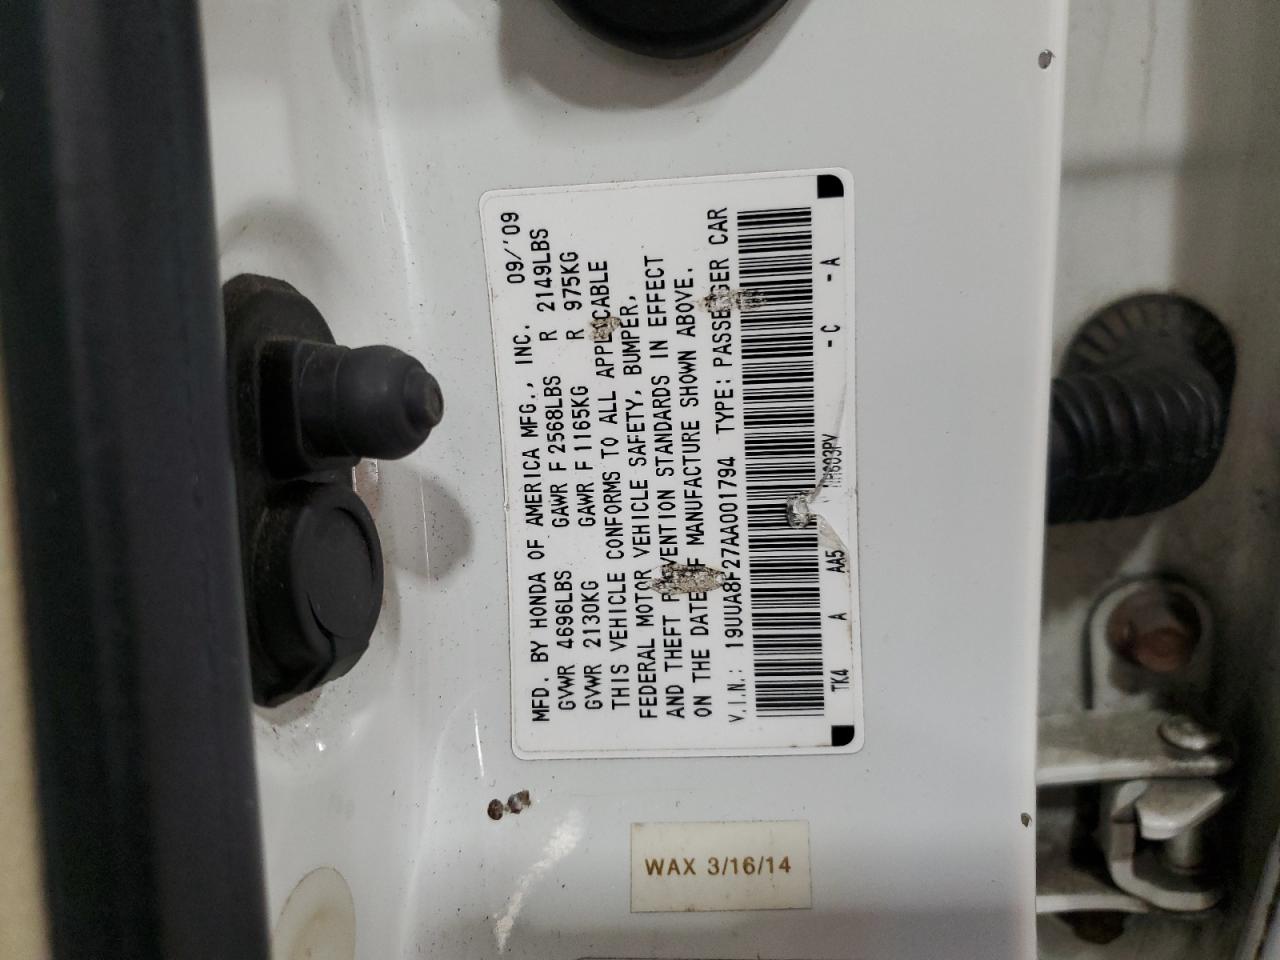 MFD. BY HONDA OF AMERICA MFG., INC. 09/'09
GVWR 4696LBS GAWR F 2568LBS R 2149LBS
GVWR 2130KG GAWR F 1165KG R 975KG
THIS VEHICLE CONFORMS TO ALL APPLICABLE
FEDERAL MOTOR VEHICLE SAFETY, BUMPER,
AND THEFT PREVENTION STANDARDS IN EFFECT
ON THE DATE OF MANUFACTURE SHOWN ABOVE.
V.I.N.: 19UUA8F27AA001794 TYPE: PASSENGER CAR
TK4 A AA5 - C - A
WAX 3/16/14